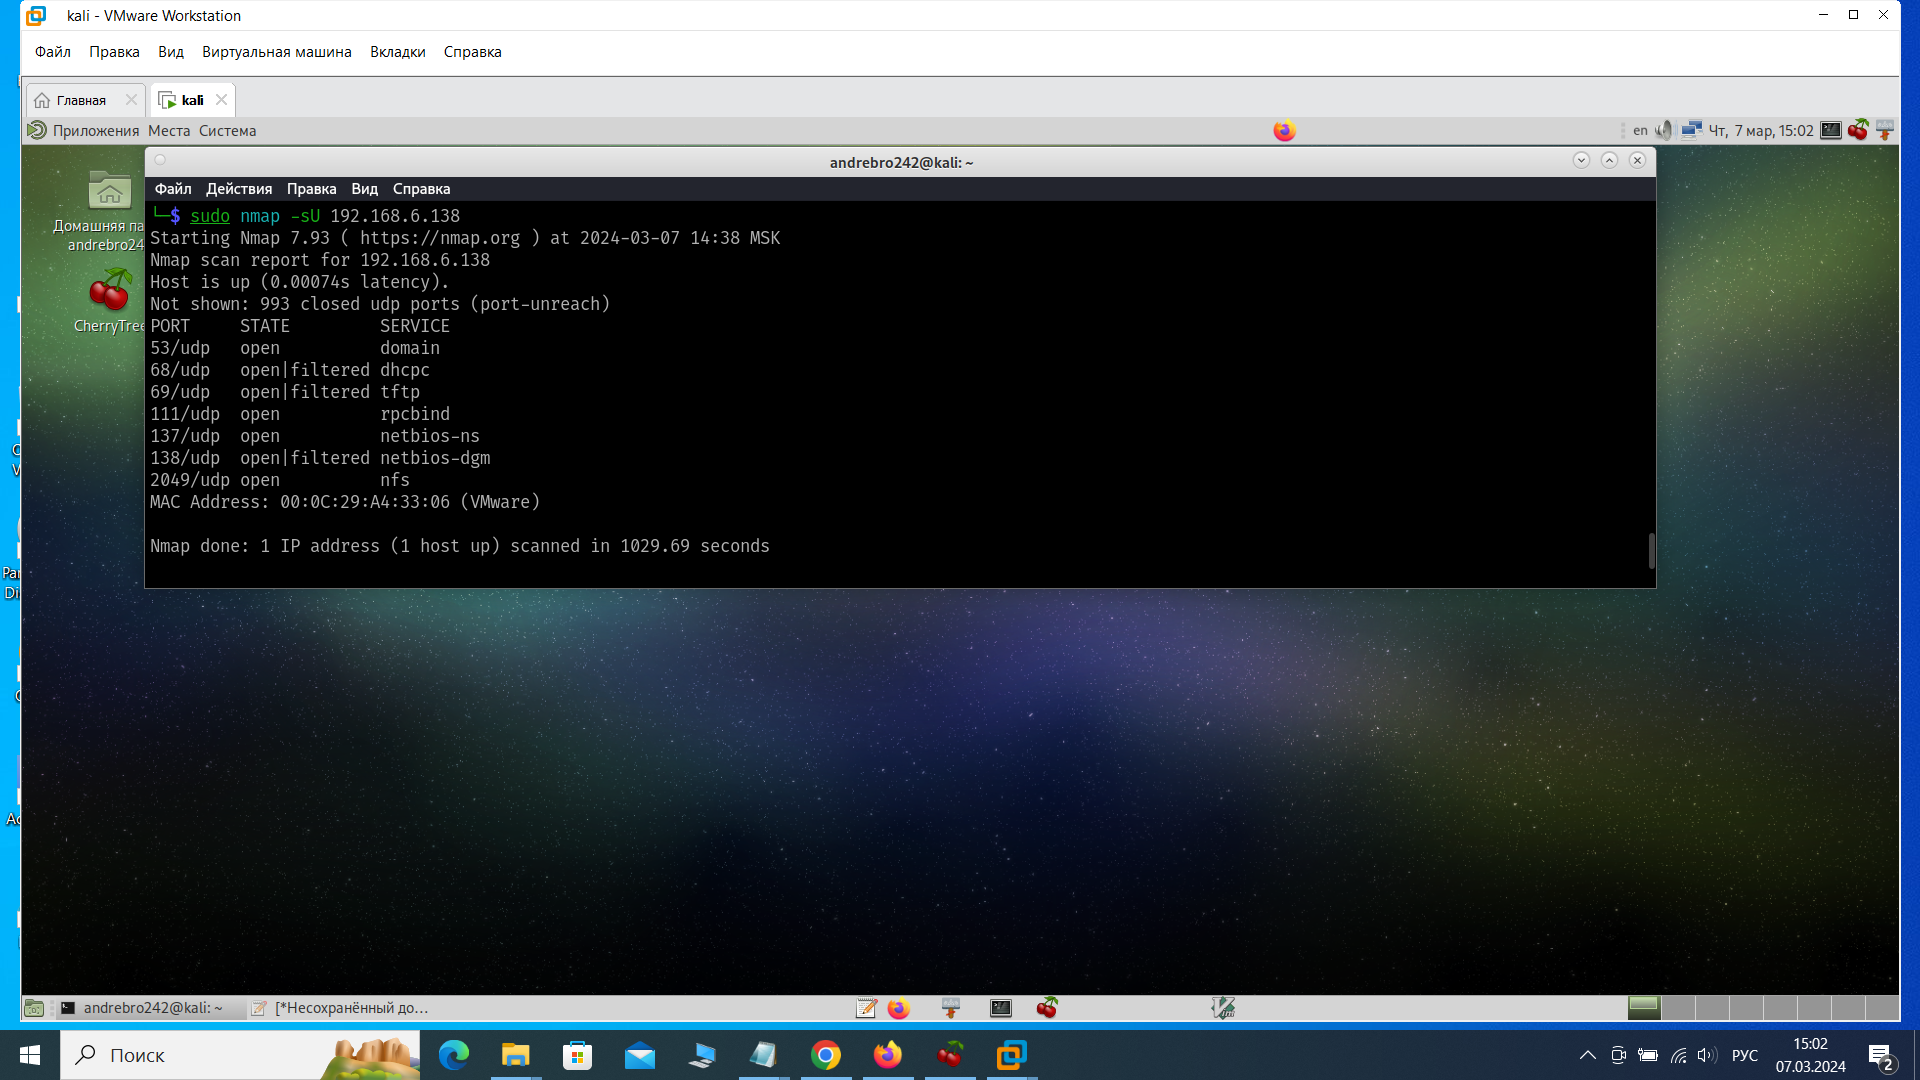 kali - VMware Workstation
Файл Правка Вид Виртуальная машина Вкладки Справка
Главная kali
Приложения Места Система en Чт, 7 мар, 15:02
andrebro242@kali: ~
Файл Действия Правка Вид Справка
└─$ sudo nmap -sU 192.168.6.138
Starting Nmap 7.93 ( https://nmap.org ) at 2024-03-07 14:38 MSK
Nmap scan report for 192.168.6.138
Host is up (0.00074s latency).
Not shown: 993 closed udp ports (port-unreach)
PORT STATE SERVICE
53/udp open domain
68/udp open|filtered dhcpc
69/udp open|filtered tftp
111/udp open rpcbind
137/udp open netbios-ns
138/udp open|filtered netbios-dgm
2049/udp open nfs
MAC Address: 00:0C:29:A4:33:06 (VMware)
Nmap done: 1 IP address (1 host up) scanned in 1029.69 seconds
Домашняя па
andrebro24
CherryTree
andrebro242@kali: ~ [*Несохранённый до...
Поиск
РУС
15:02
07.03.2024
2